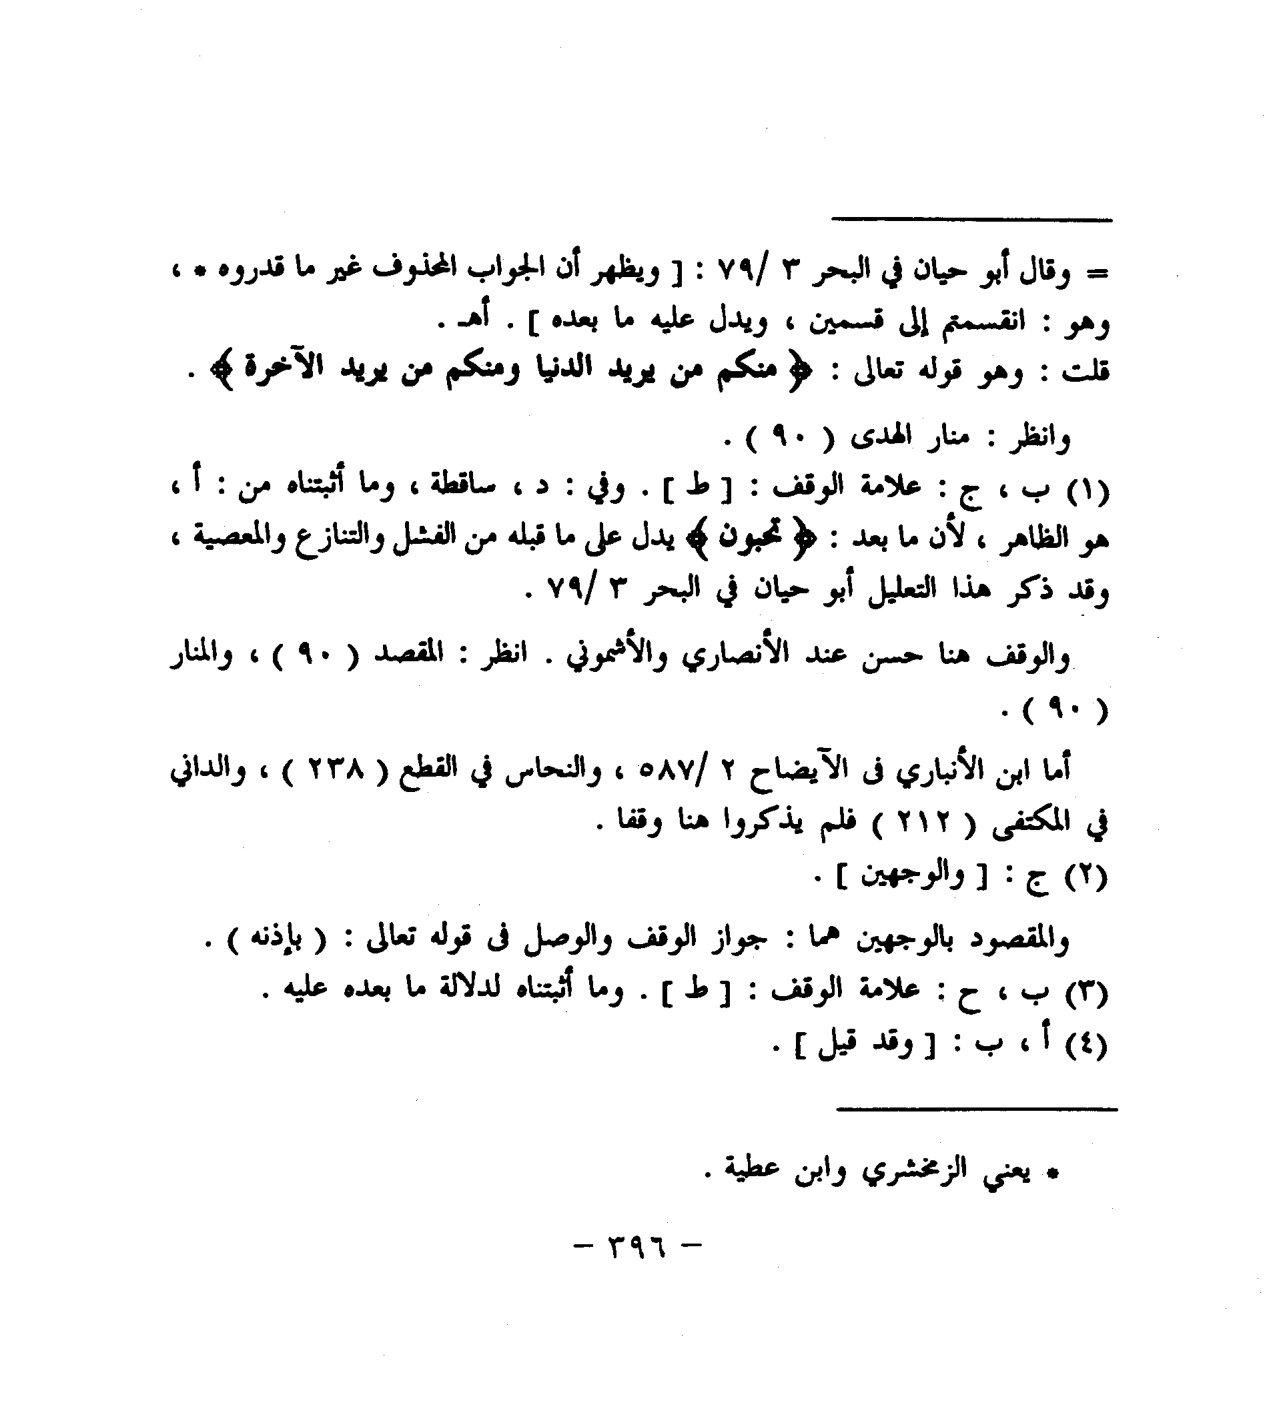 = وقال أبو حيان في البحر ٣ /٧٩ : [ ويظهر أن الجواب المحذوف غير ما قدروه * ،
وهو : انقسمتم إلى قسمين ، ويدل عليه ما بعده ] . أهـ .
قلت : وهو قوله تعالى : ﴿ منكم من يريد الدنيا ومنكم من يريد الآخرة ﴾ .
وانظر : منار الهدى ( ٩٠ ) .
(١) ب ، ج : علامة الوقف : [ ط ] . وفي : د ، ساقطة ، وما أثبتناه من : أ ،
هو الظاهر ، لأن ما بعد : ﴿ تحبون ﴾ يدل على ما قبله من الفشل والتنازع والمعصية ،
وقد ذكر هذا التعليل أبو حيان في البحر ٣ /٧٩ .
والوقف هنا حسن عند الأنصاري والأشموني . انظر : المقصد ( ٩٠ ) ، والمنار
( ٩٠ ) .
أما ابن الأنباري فى الآيضاح ٢ /٥٨٧ ، والنحاس في القطع ( ٢٣٨ ) ، والداني
في المكتفى ( ٢١٢ ) فلم يذكروا هنا وقفا .
(٢) ج : [ والوجهين ] .
والمقصود بالوجهين هما : جواز الوقف والوصل فى قوله تعالى : ( بإذنه ) .
(٣) ب ، ح : علامة الوقف : [ ط ] . وما أثبتناه لدلالة ما بعده عليه .
(٤) أ ، ب : [ وقد قيل ] .
* يعني الزمخشري وابن عطية .
– ٣٩٦ –